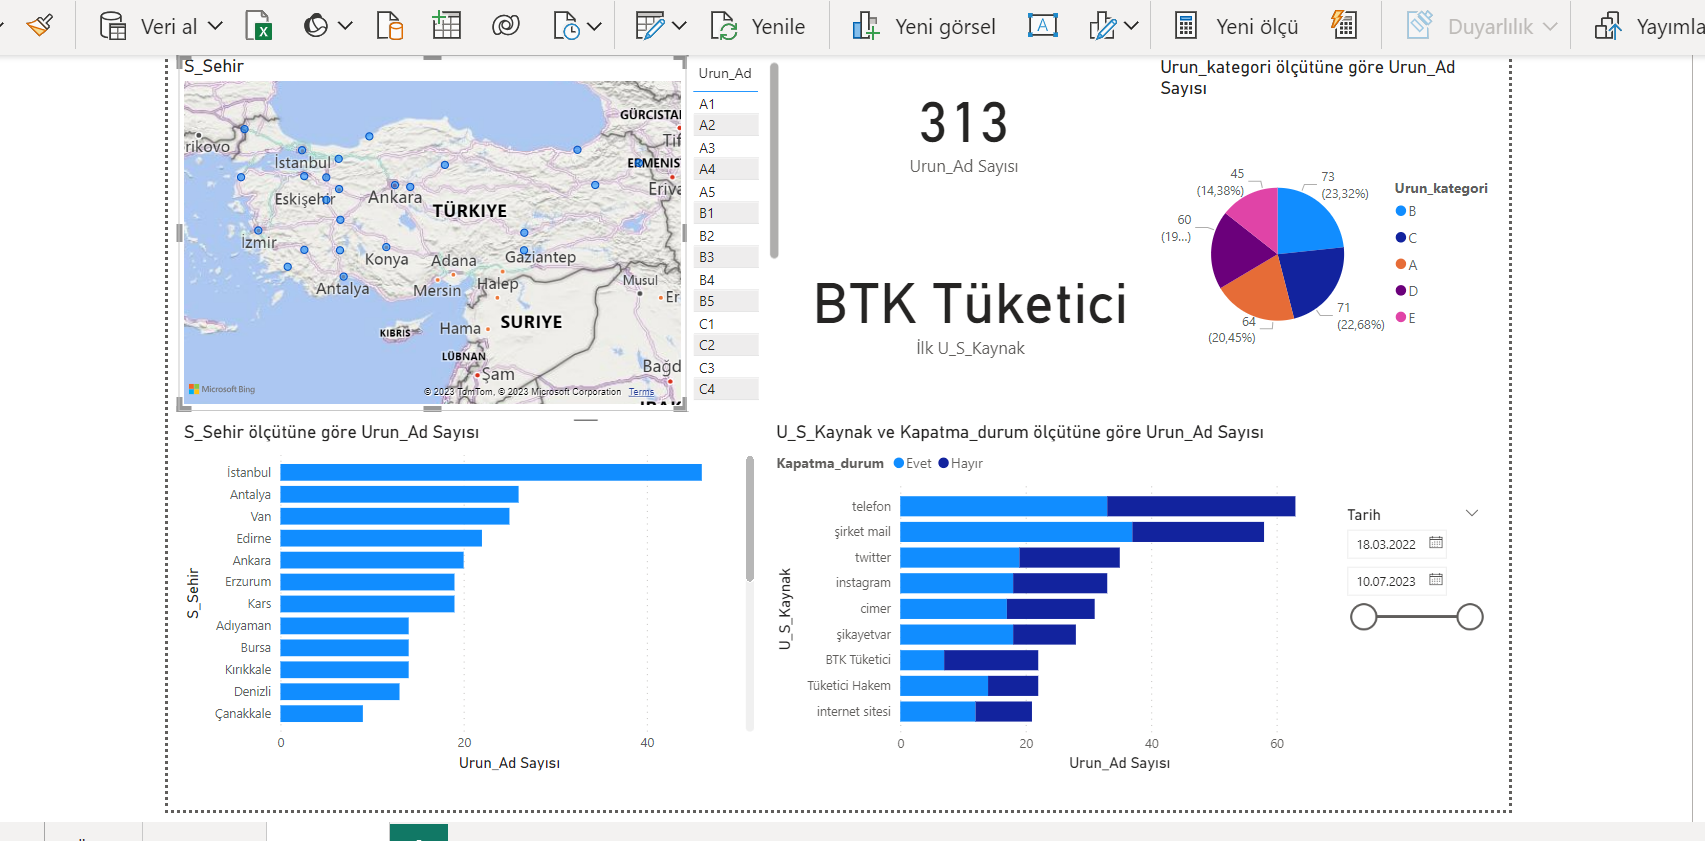 Veri al
Yenile
Yeni görsel
Yeni ölçü
Duyarlılık
S_Sehir
GÜRCISTA
Tif
rikovo
İstanbul
ERMENIS
Eriva
Ankara
Eskişehir
TÜRKIYE
İzmir
Konya
Adana
Gaziantep
Antalya
Mersin
Halep
Musul
Er
KIBRIS
Hama
SURIYE
LÜBNAN
Şam
Bağd
Microsoft Bing
© 2023 TomTom, © 2023 Microsoft Corporation Terms
Urun_Ad
A1
A2
A3
A4
A5
B1
B2
B3
B4
B5
C1
C2
C3
C4
313
Urun_Ad Sayısı
BTK Tüketici
İlk U_S_Kaynak
Urun_kategori ölçütüne göre Urun_Ad
Sayısı
45
(14,38%)
73
(23,32%)
60
(19...)
71
(22,68%)
64
(20,45%)
Urun_kategori
B
C
A
D
E
S_Sehir ölçütüne göre Urun_Ad Sayısı
S_Sehir
İstanbul
Antalya
Van
Edirne
Ankara
Erzurum
Kars
Adıyaman
Bursa
Kırıkkale
Denizli
Çanakkale
0 20 40
Urun_Ad Sayısı
U_S_Kaynak ve Kapatma_durum ölçütüne göre Urun_Ad Sayısı
Kapatma_durum Evet Hayır
U_S_Kaynak
telefon
şirket mail
twitter
instagram
cimer
şikayetvar
BTK Tüketici
Tüketici Hakem
internet sitesi
0 20 40 60
Urun_Ad Sayısı
Tarih
18.03.2022
10.07.2023